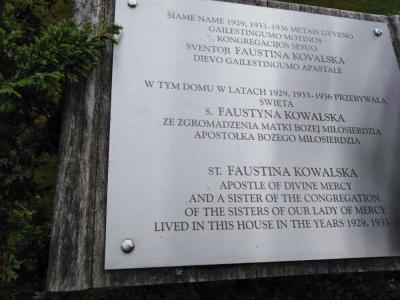 ŠIAME NAME 1929, 1933-1936 METAIS GYVENO
GAILESTINGUMO MOTINOS
KONGREGACIJOS SESUO
ŠVENTOJI FAUSTINA KOVALSKA
DIEVO GAILESTINGUMO APAŠTALĖ
W TYM DOMU W LATACH 1929, 1933-1936 PRZEBYWAŁA
ŚWIĘTA
S. FAUSTYNA KOWALSKA
ZE ZGROMADZENIA MATKI BOŻEJ MIŁOSIERDZIA
APOSTOŁKA BOŻEGO MIŁOSIERDZIA
ST. FAUSTINA KOWALSKA
APOSTLE OF DIVINE MERCY
AND A SISTER OF THE CONGREGATION
OF THE SISTERS OF OUR LADY OF MERCY
LIVED IN THIS HOUSE IN THE YEARS 1929, 1933-1